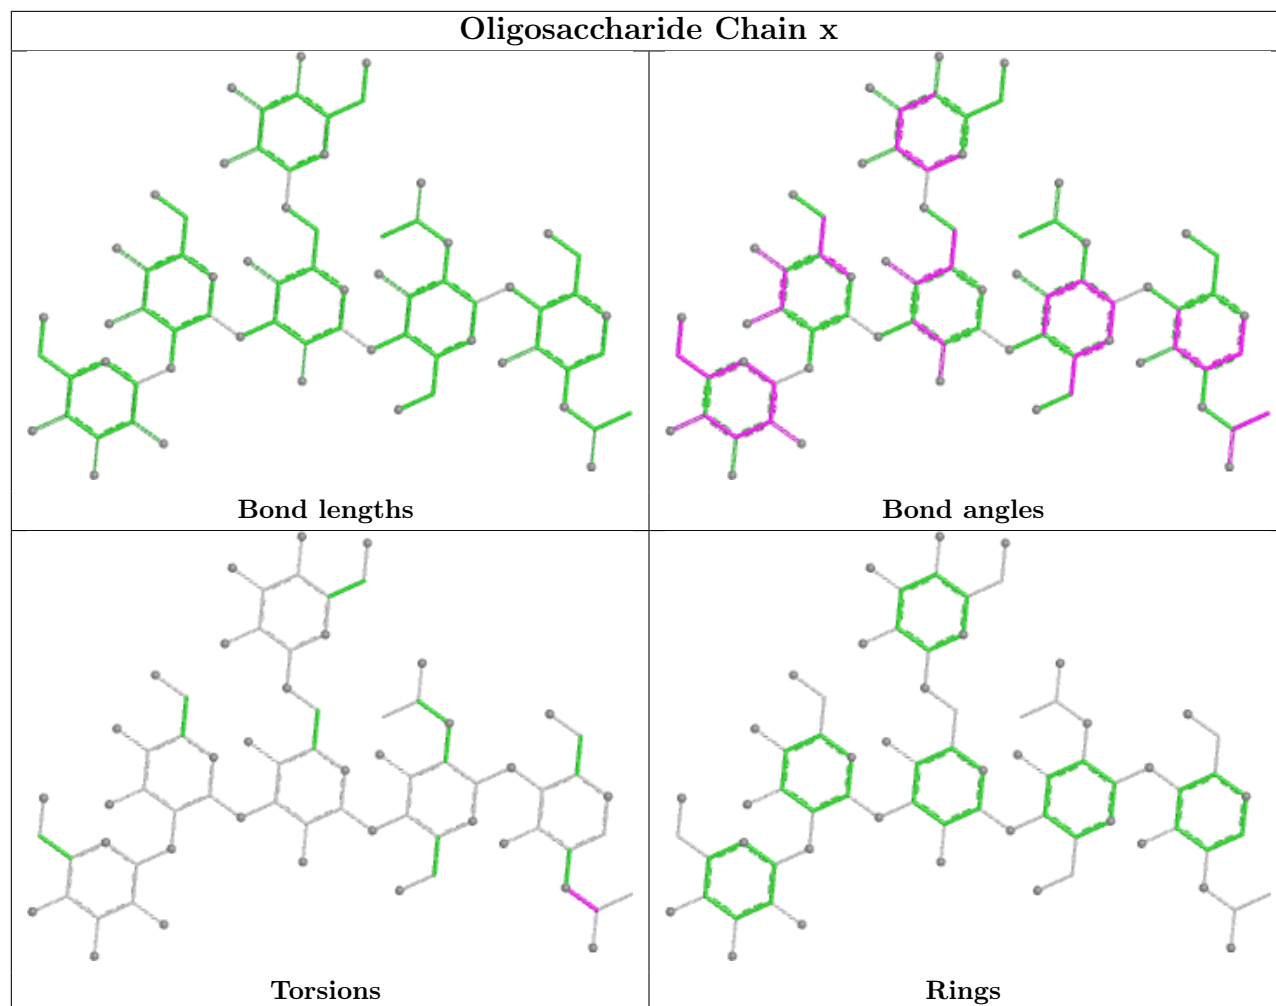 Oligosaccharide Chain x
Bond lengths
Bond angles
Torsions
Rings